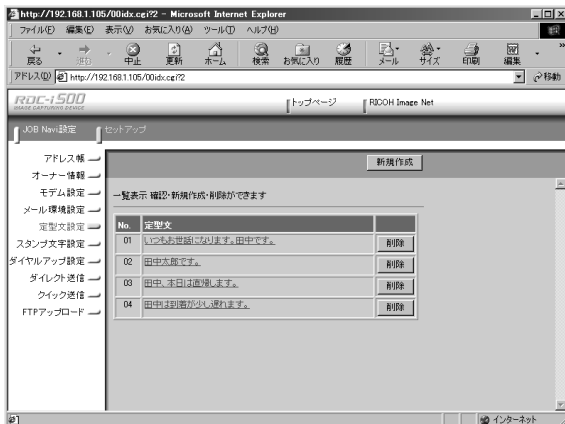 http://192.168.1.105/00idx.cgi?2 - Microsoft Internet Explorer
ファイル(F) 編集(E) 表示(V) お気に入り(A) ツール(T) ヘルプ(H)
戻る 進む 中止 更新 ホーム 検索 お気に入り 履歴 メール サイズ 印刷 編集 »
アドレス(D) http://192.168.1.105/00idx.cgi?2 移動
RDC-i500
IMAGE CAPTURING DEVICE
トップページ RICOH Image Net
JOB Navi設定 セットアップ
新規作成
アドレス帳
オーナー情報
モデム設定
メール環境設定
定型文設定
スタンプ文字設定
ダイヤルアップ設定
ダイレクト送信
クイック送信
FTPアップロード
一覧表示 確認・新規作成・削除ができます
No. 定型文
01 いつもお世話になります。田中です。 削除
02 田中太郎です。 削除
03 田中、本日は直帰します。 削除
04 田中は到着が少し遅れます。 削除
インターネット